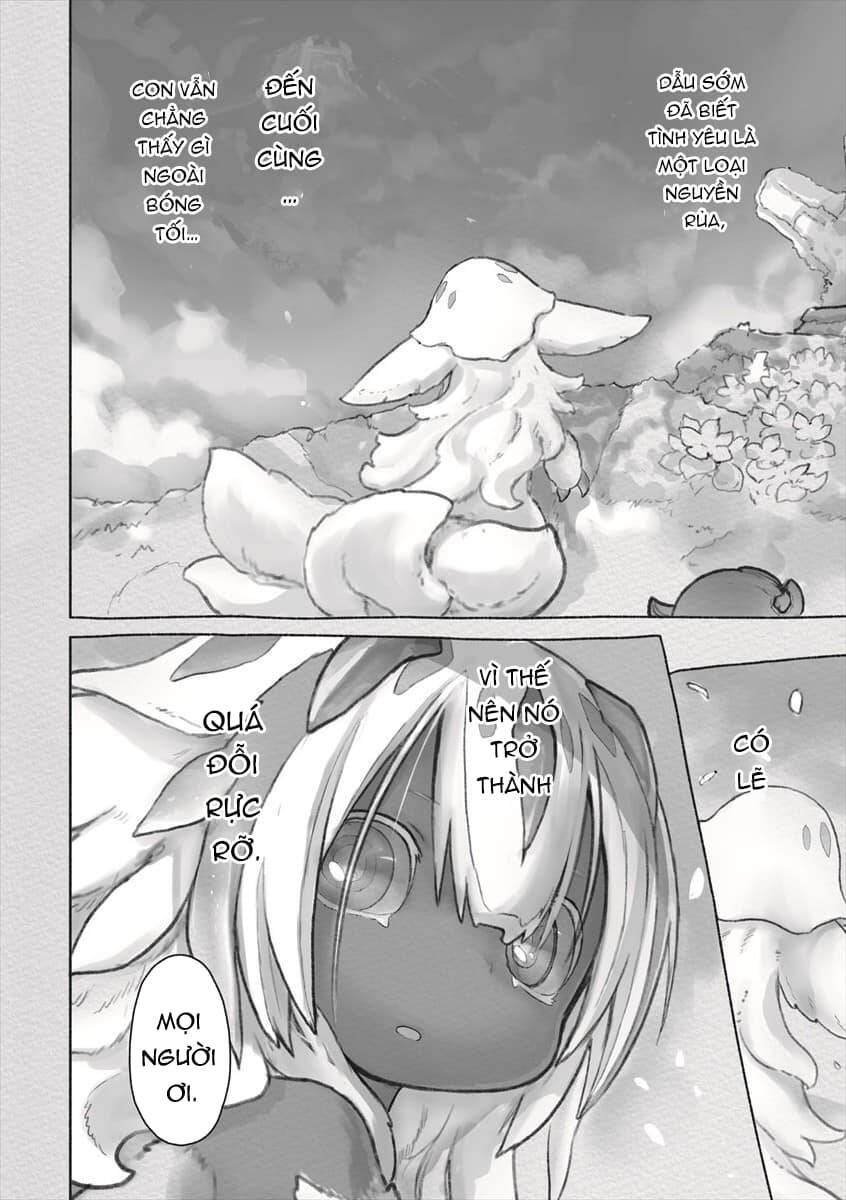 DẪU SỚM
ĐÃ BIẾT
TÌNH YÊU LÀ
MỘT LOẠI
NGUYỀN
RỦA,
ĐẾN
CUỐI
CÙNG
...
CON VẪN
CHẲNG
THẤY GÌ
NGOÀI
BÓNG
TỐI...
CÓ
LẼ
VÌ THẾ
NÊN NÓ
TRỞ
THÀNH
QUÁ
ĐỖI
RỰC
RỠ.
MỌI
NGƯỜI
ƠI.